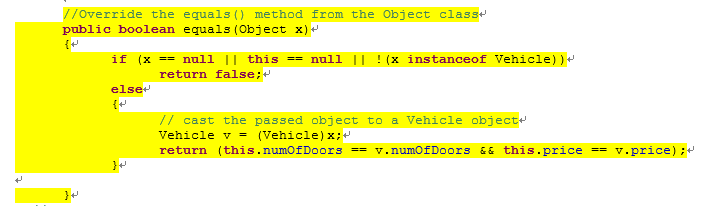 //Override the equals() method from the Object class
public boolean equals(Object x)
{
if (x == null || this == null || !(x instanceof Vehicle))
return false;
else
{
// cast the passed object to a Vehicle object
Vehicle v = (Vehicle)x;
return (this.numOfDoors == v.numOfDoors && this.price == v.price);
}
}